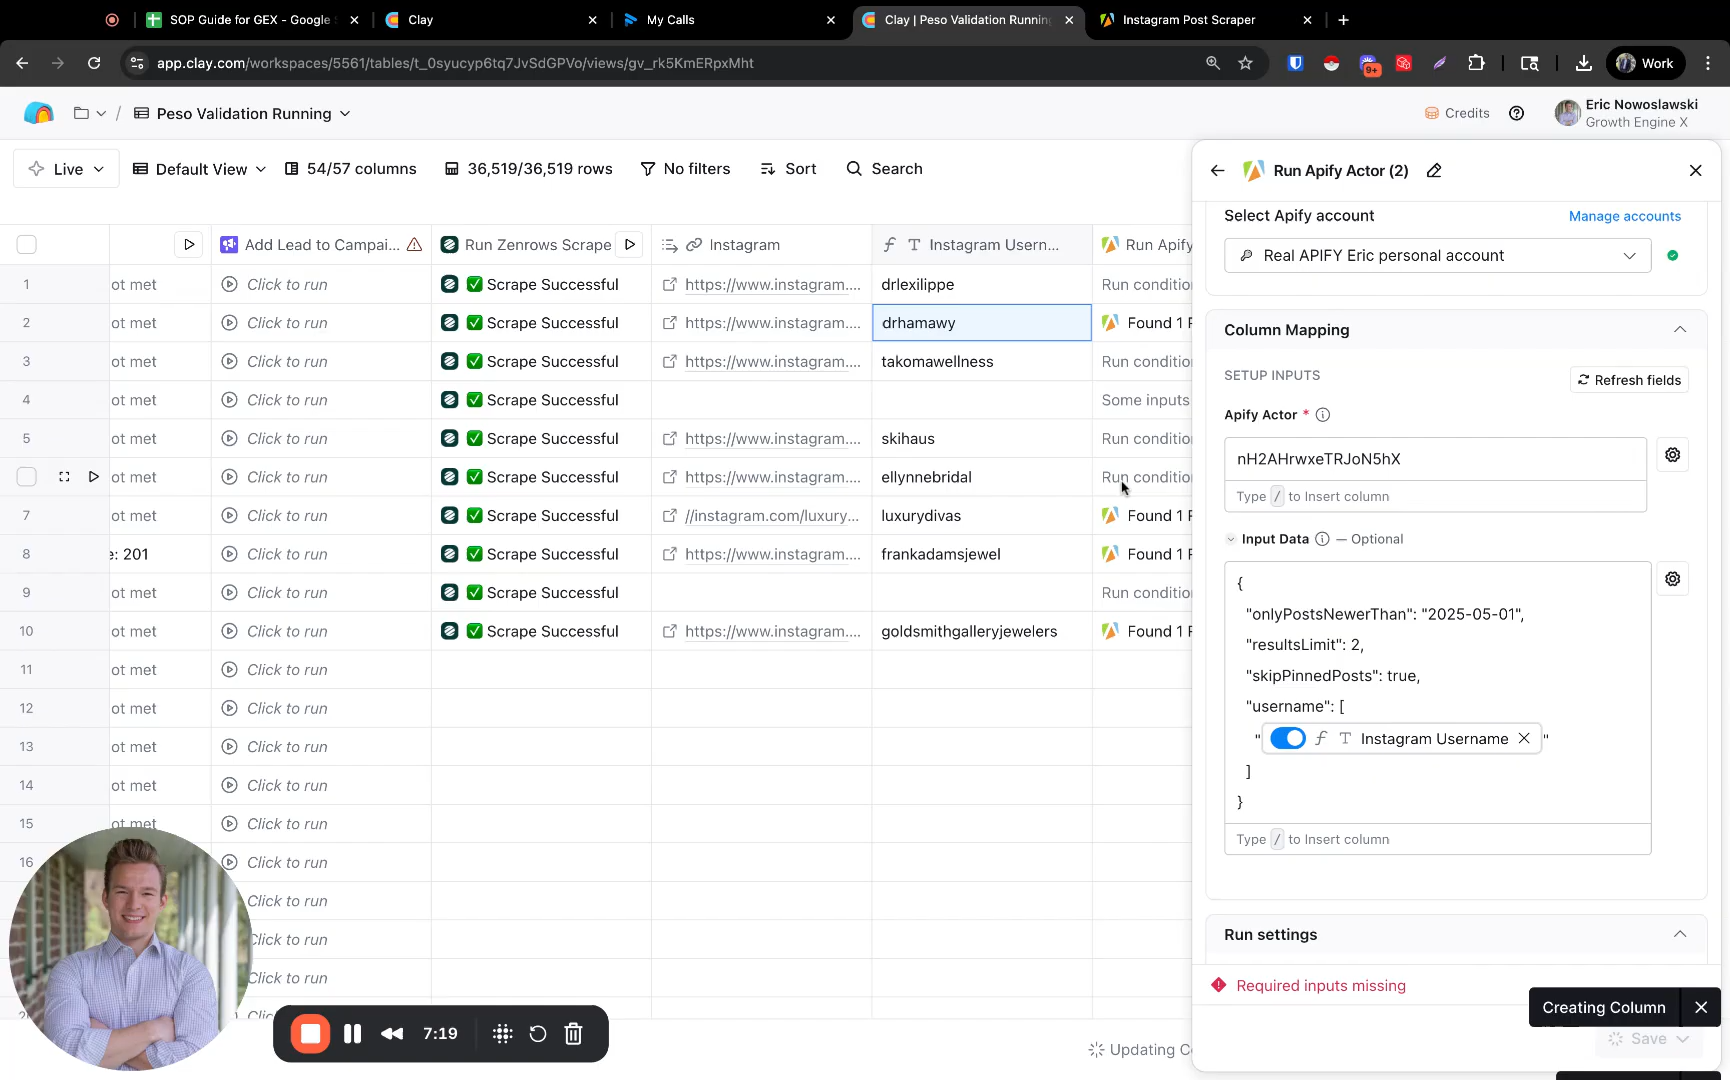 SOP Guide for GEX - Google
Clay
My Calls
Clay | Peso Validation Running
Instagram Post Scraper
app.clay.com/workspaces/5561/tables/t_0syucyp6tq7JvSdGPVo/views/gv_rk5KmERpxMht
9+
Work
/
Peso Validation Running
Credits
Eric Nowoslawski
Growth Engine X
Live
Default View
54/57 columns
36,519/36,519 rows
No filters
Sort
Search
Add Lead to Campai...
Run Zenrows Scrape
Instagram
Instagram Usern...
Run Apify
1 ot met Click to run ✅ Scrape Successful https://www.instagram.... drlexilippe Run conditio
2 ot met Click to run ✅ Scrape Successful https://www.instagram.... drhamawy Found 1 R
3 ot met Click to run ✅ Scrape Successful https://www.instagram.... takomawellness Run conditio
4 ot met Click to run ✅ Scrape Successful Some inputs
5 ot met Click to run ✅ Scrape Successful https://www.instagram.... skihaus Run conditio
ot met Click to run ✅ Scrape Successful https://www.instagram.... ellynnebridal Run conditio
7 ot met Click to run ✅ Scrape Successful //instagram.com/luxury... luxurydivas Found 1 R
8 e: 201 Click to run ✅ Scrape Successful https://www.instagram.... frankadamsjewel Found 1 R
9 ot met Click to run ✅ Scrape Successful Run conditio
10 ot met Click to run ✅ Scrape Successful https://www.instagram.... goldsmithgalleryjewelers Found 1 R
11 ot met Click to run
12 ot met Click to run
13 ot met Click to run
14 ot met Click to run
15 ot met Click to run
16 Click to run
Click to run
Click to run
Click to run
7:19
Run Apify Actor (2)
Select Apify account
Manage accounts
Real APIFY Eric personal account
Column Mapping
SETUP INPUTS
Refresh fields
Apify Actor *
nH2AHrwxeTRJoN5hX
Type / to Insert column
Input Data — Optional
{
"onlyPostsNewerThan": "2025-05-01",
"resultsLimit": 2,
"skipPinnedPosts": true,
"username": [
" Instagram Username "
]
}
Type / to Insert column
Run settings
Required inputs missing
Creating Column
Updating Co
Save